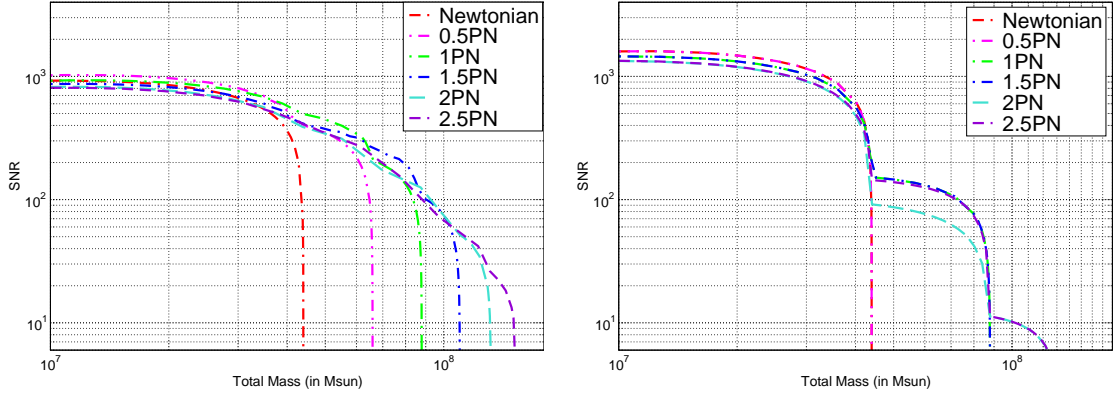 Newtonian
0.5PN
1PN
1.5PN
2PN
2.5PN
SNR
10^3
10^2
10^1
10^7
10^8
Total Mass (in Msun)
Newtonian
0.5PN
1PN
1.5PN
2PN
2.5PN
SNR
10^3
10^2
10^1
10^7
10^8
Total Mass (in Msun)